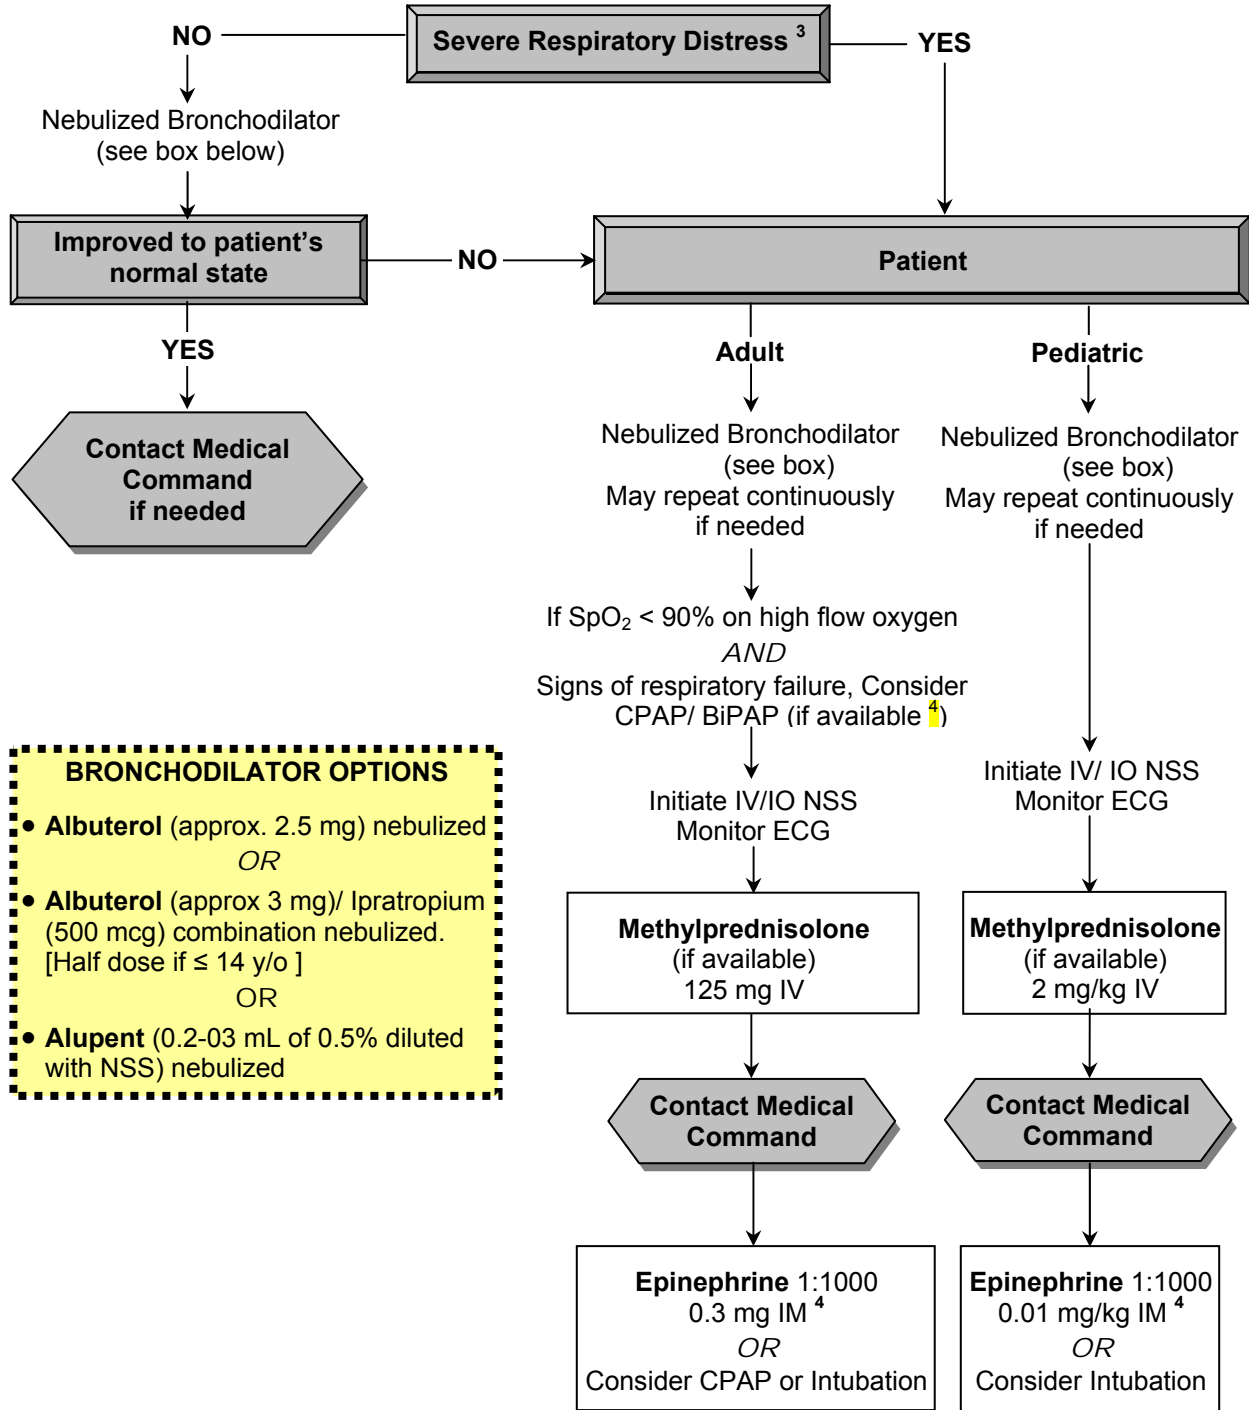 Severe Respiratory Distress 3
NO
YES
Nebulized Bronchodilator
(see box below)
Improved to patient’s
normal state
NO
Patient
YES
Contact Medical
Command
if needed
Adult
Nebulized Bronchodilator
(see box)
May repeat continuously
if needed
If SpO2 < 90% on high flow oxygen
AND
Signs of respiratory failure, Consider
CPAP/ BiPAP (if available 4)
Initiate IV/IO NSS
Monitor ECG
Methylprednisolone
(if available)
125 mg IV
Contact Medical
Command
Epinephrine 1:1000
0.3 mg IM 4
OR
Consider CPAP or Intubation
Pediatric
Nebulized Bronchodilator
(see box)
May repeat continuously
if needed
Initiate IV/ IO NSS
Monitor ECG
Methylprednisolone
(if available)
2 mg/kg IV
Contact Medical
Command
Epinephrine 1:1000
0.01 mg/kg IM 4
OR
Consider Intubation
BRONCHODILATOR OPTIONS
• Albuterol (approx. 2.5 mg) nebulized
OR
• Albuterol (approx 3 mg)/ Ipratropium
(500 mcg) combination nebulized.
[Half dose if ≤ 14 y/o ]
OR
• Alupent (0.2-03 mL of 0.5% diluted
with NSS) nebulized